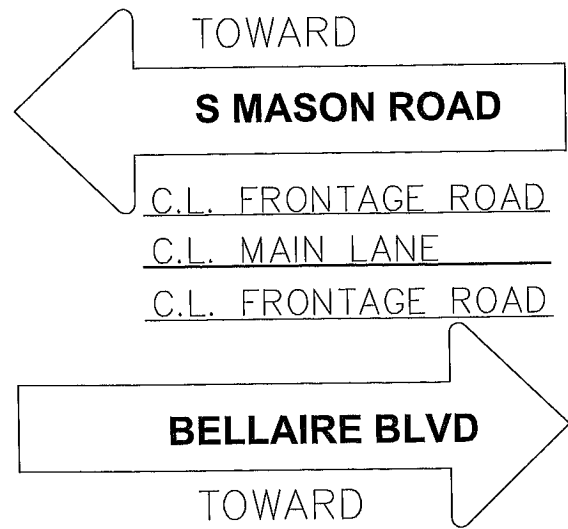 TOWARD
S MASON ROAD
C.L. FRONTAGE ROAD
C.L. MAIN LANE
C.L. FRONTAGE ROAD
BELLAIRE BLVD
TOWARD